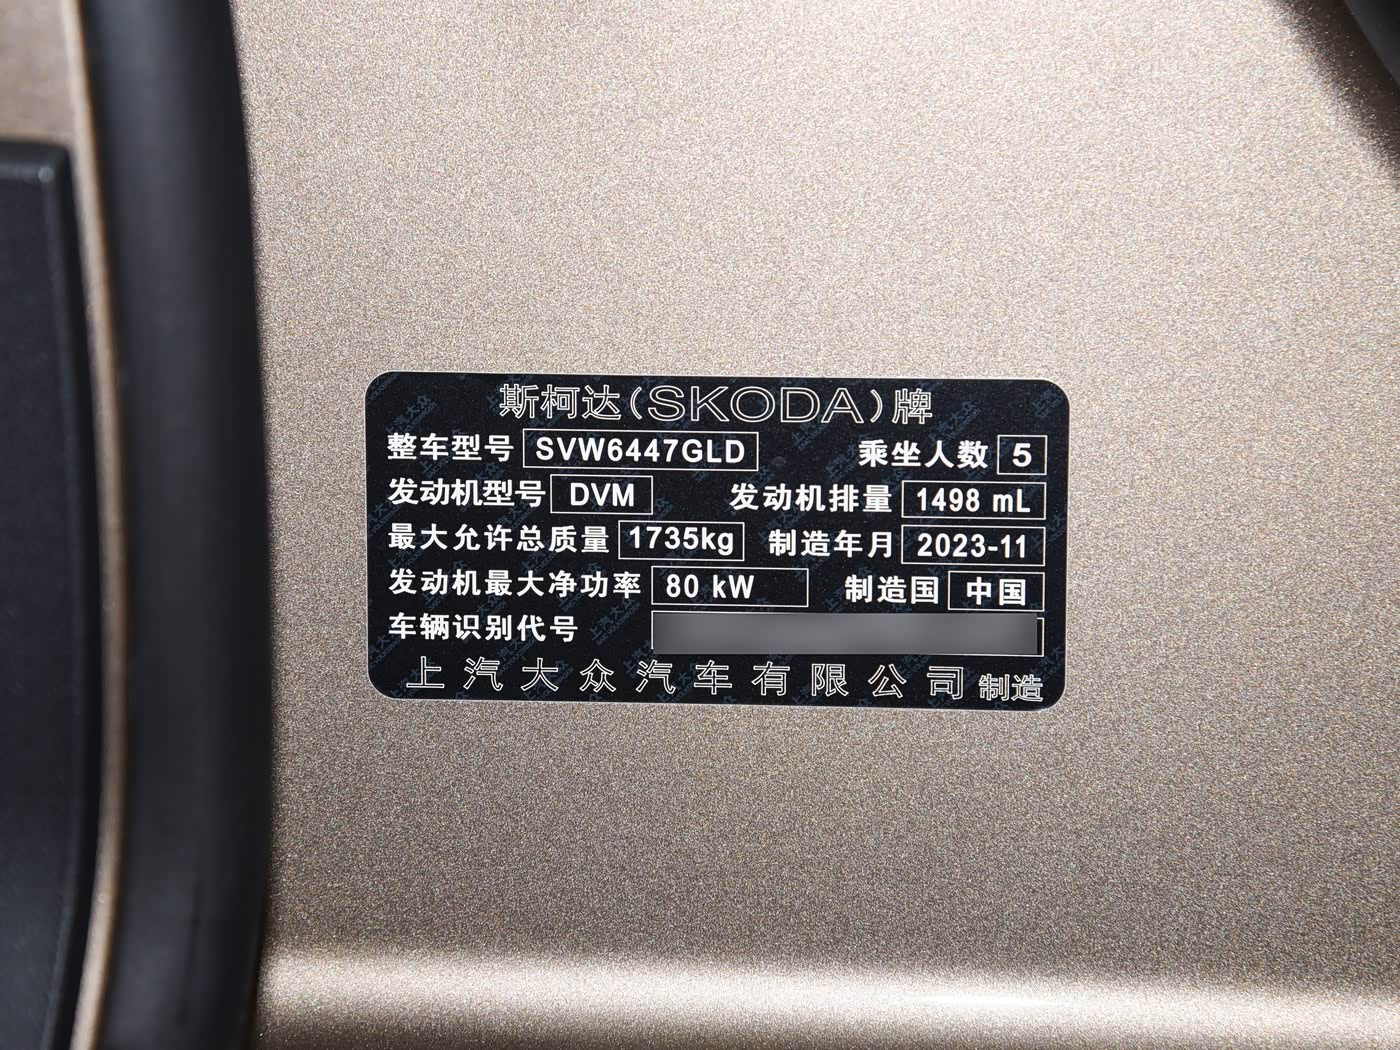 斯柯达(SKODA)牌
整车型号 SVW6447GLD 乘坐人数 5
发动机型号 DVM 发动机排量 1498 mL
最大允许总质量 1735kg 制造年月 2023-11
发动机最大净功率 80 kW 制造国 中国
车辆识别代号
上汽大众汽车有限公司 制造